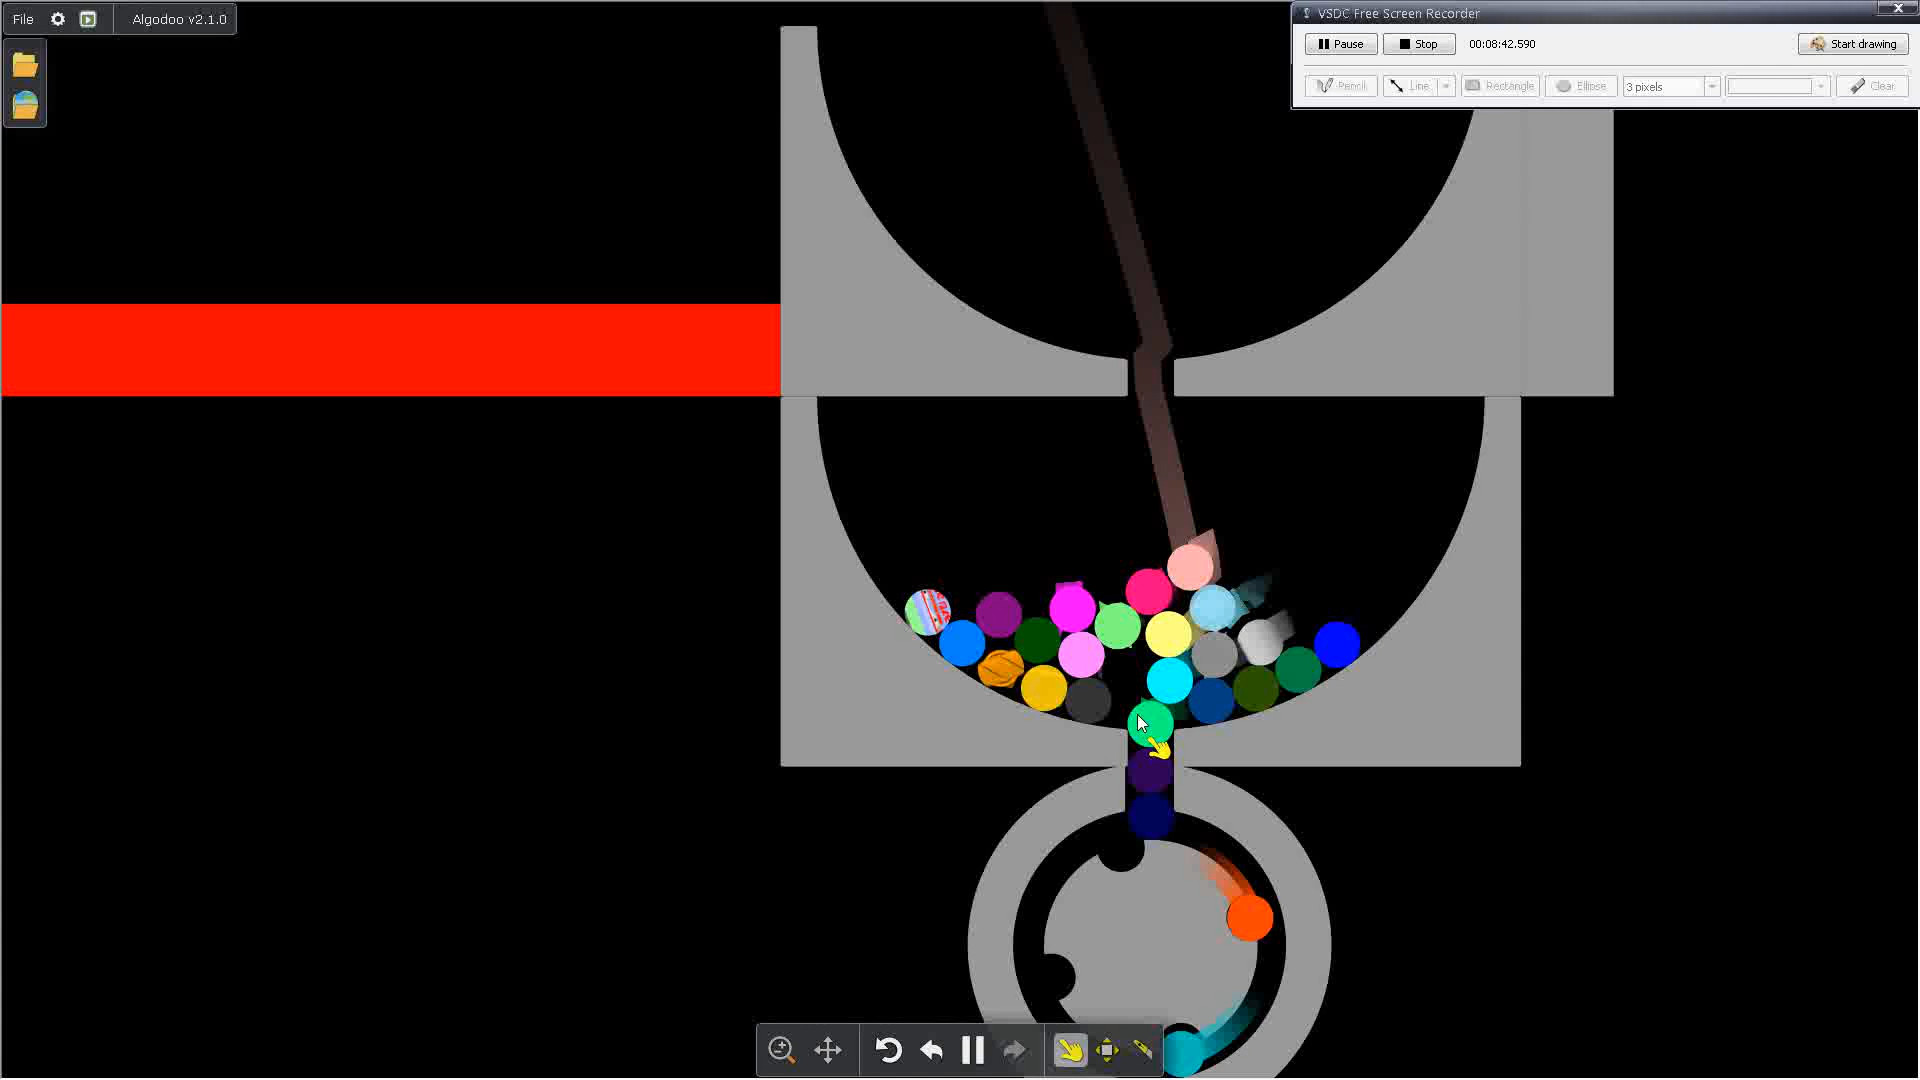 File Algodoo v2.1.0
VSDC Free Screen Recorder
Pause Stop 00:08:42.590 Start drawing
Pencil Line Rectangle Ellipse 3 pixels Clear